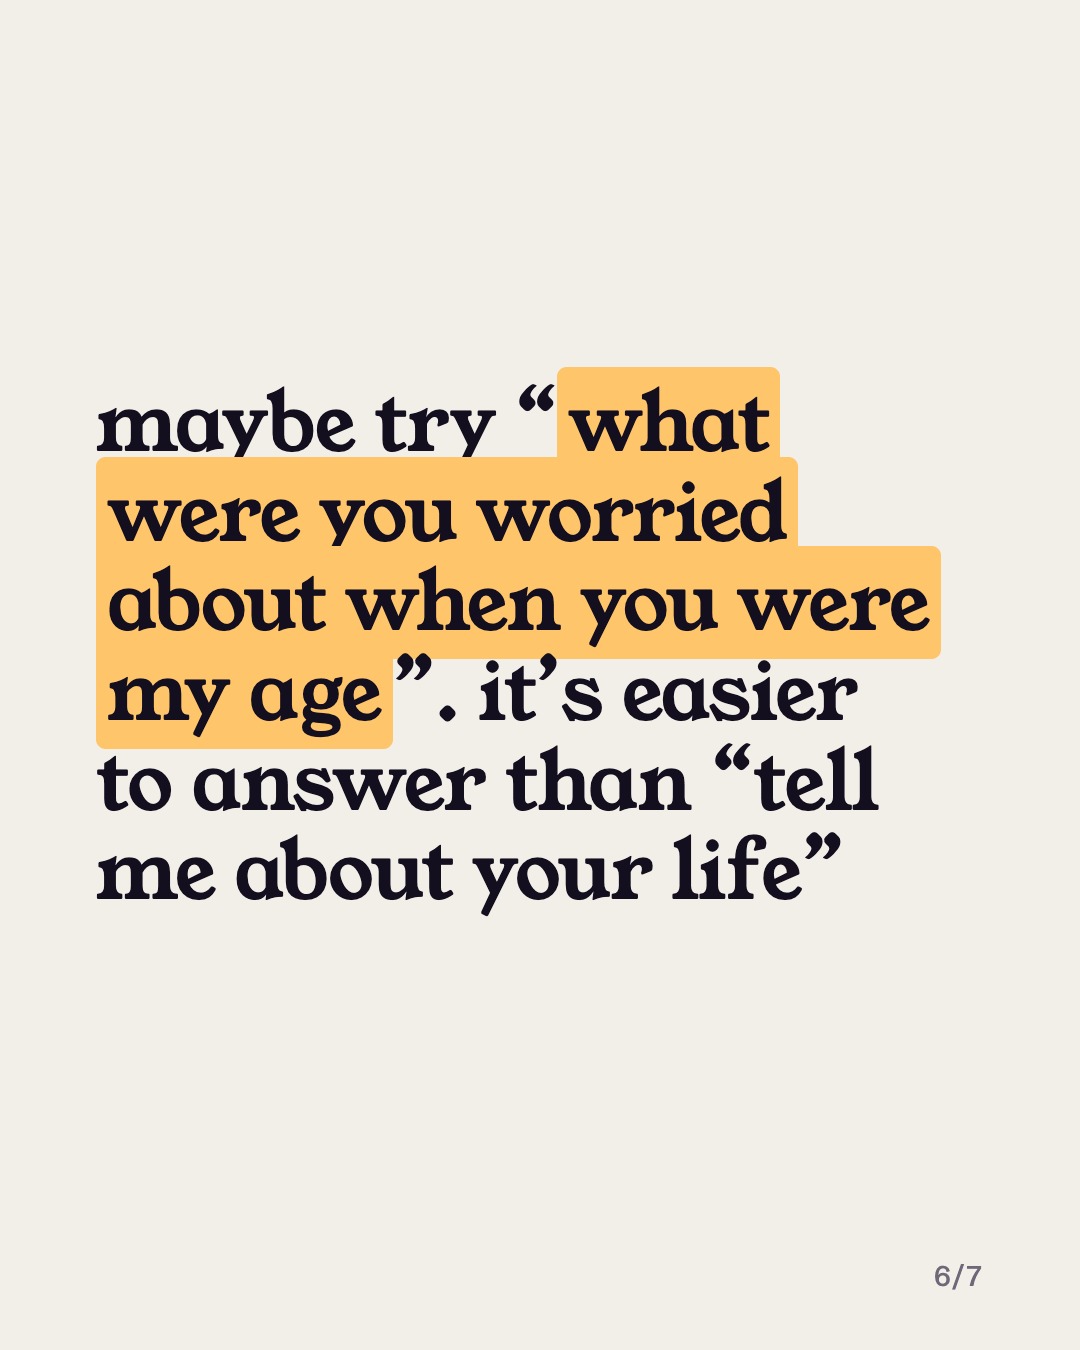 maybe try “what
were you worried
about when you were
my age”. it’s easier
to answer than “tell
me about your life”
6/7